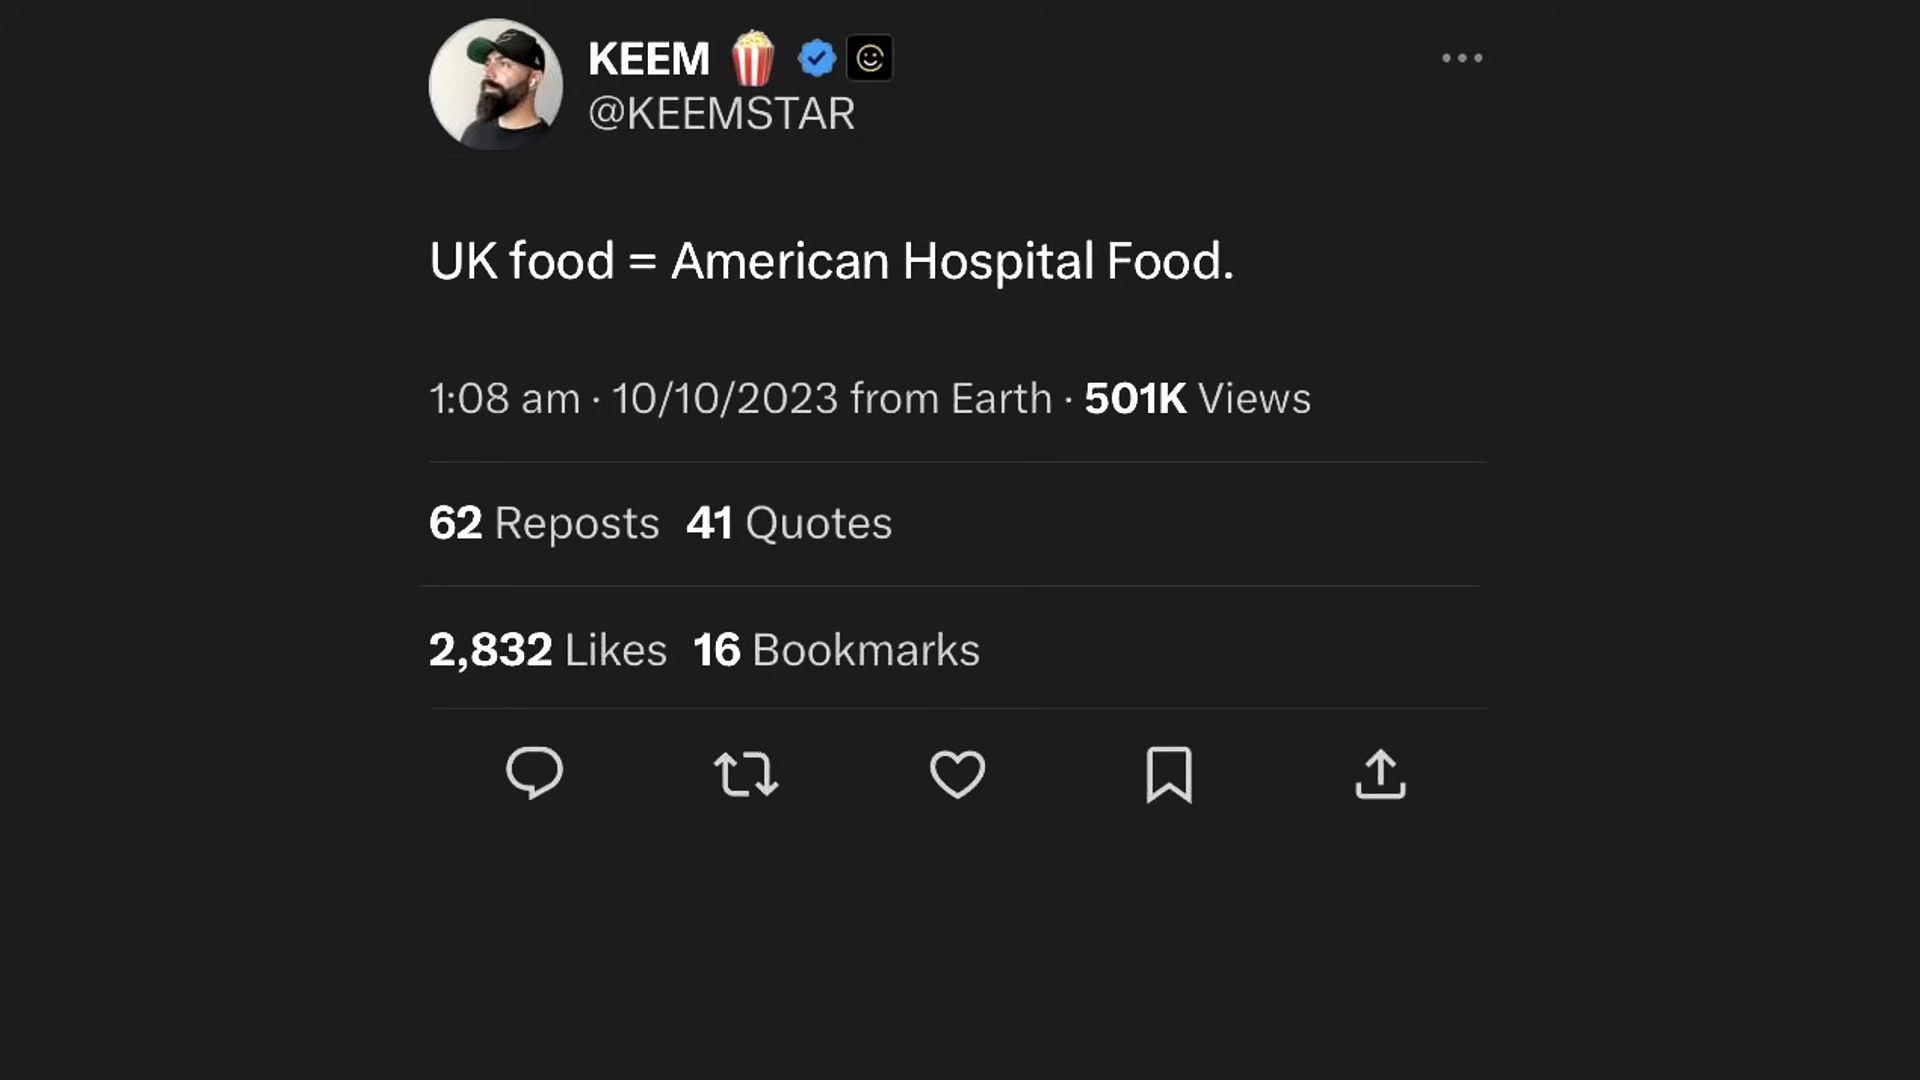 KEEM 🍿
@KEEMSTAR
UK food = American Hospital Food.
1:08 am · 10/10/2023 from Earth · 501K Views
62 Reposts 41 Quotes
2,832 Likes 16 Bookmarks